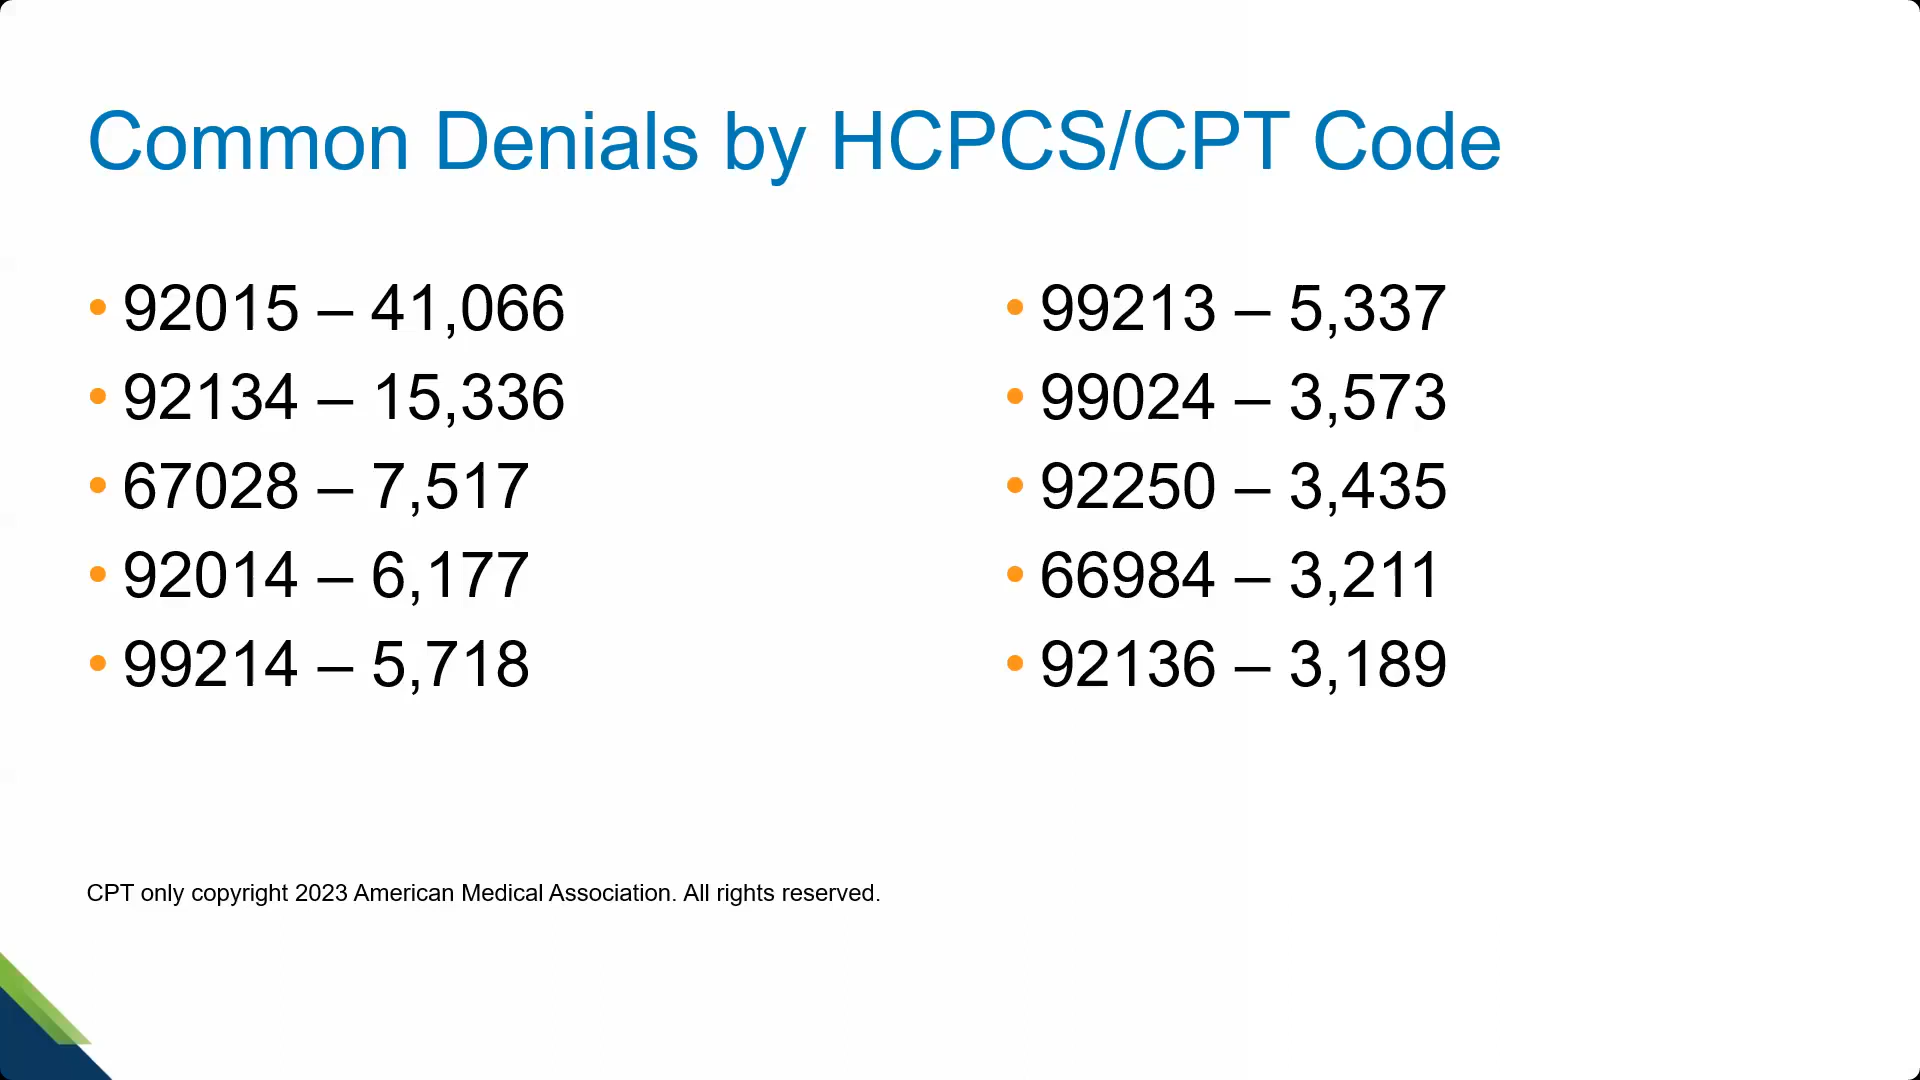 Common Denials by HCPCS/CPT Code
• 92015 – 41,066
• 92134 – 15,336
• 67028 – 7,517
• 92014 – 6,177
• 99214 – 5,718
• 99213 – 5,337
• 99024 – 3,573
• 92250 – 3,435
• 66984 – 3,211
• 92136 – 3,189
CPT only copyright 2023 American Medical Association. All rights reserved.